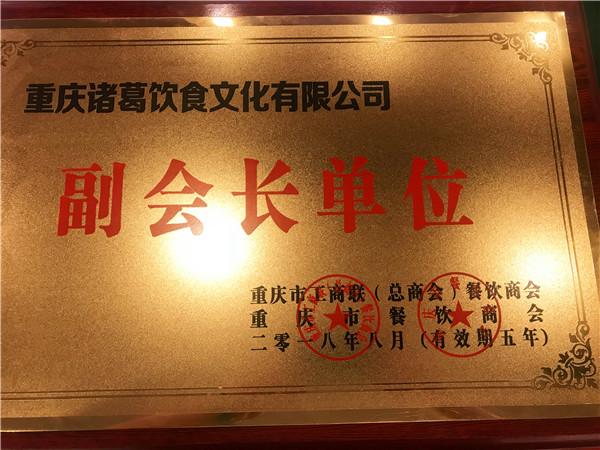 重庆诸葛饮食文化有限公司
副会长单位
重庆市工商联（总商会）餐饮商会
重庆市餐饮商会
二零一八年八月（有效期五年）